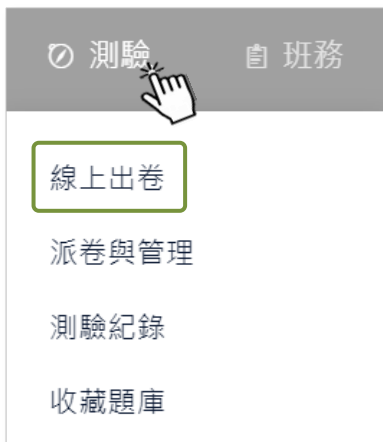 測驗 班務
線上出卷
派卷與管理
測驗紀錄
收藏題庫